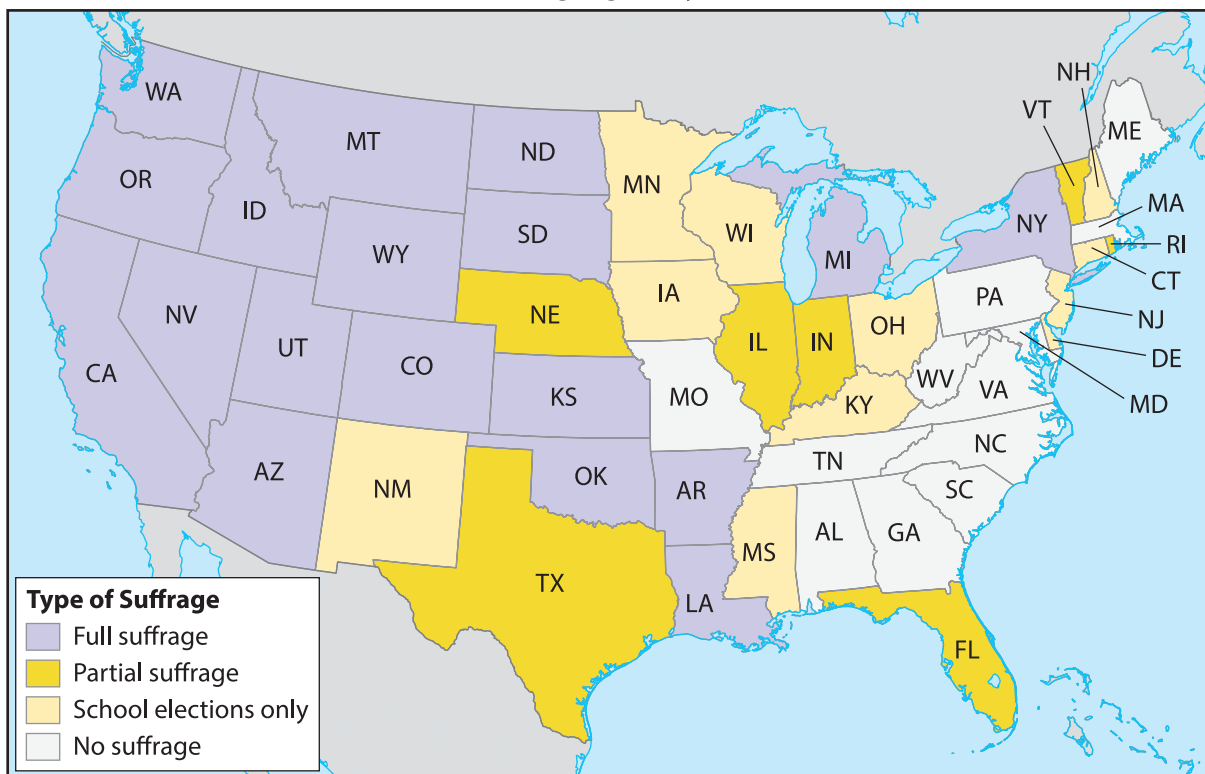 NH
VT
ME
WA
MT
ND
MN
OR
ID
SD
WI
NY
MA
RI
WY
MI
CT
IA
PA
NE
NJ
NV
OH
IL
IN
DE
UT
CA
CO
WV
VA
MD
KS
MO
KY
NC
TN
AZ
OK
NM
AR
SC
AL
GA
MS
TX
LA
FL
Type of Suffrage
Full suffrage
Partial suffrage
School elections only
No suffrage